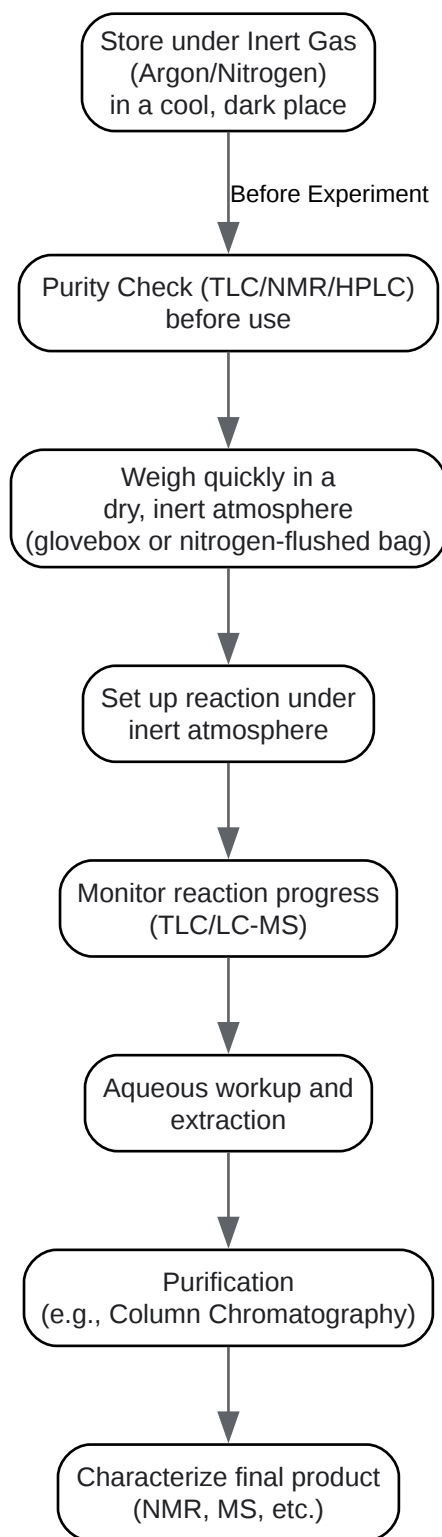 Store under Inert Gas
(Argon/Nitrogen)
in a cool, dark place
Before Experiment
Purity Check (TLC/NMR/HPLC)
before use
Weigh quickly in a
dry, inert atmosphere
(glovebox or nitrogen-flushed bag)
Set up reaction under
inert atmosphere
Monitor reaction progress
(TLC/LC-MS)
Aqueous workup and
extraction
Purification
(e.g., Column Chromatography)
Characterize final product
(NMR, MS, etc.)